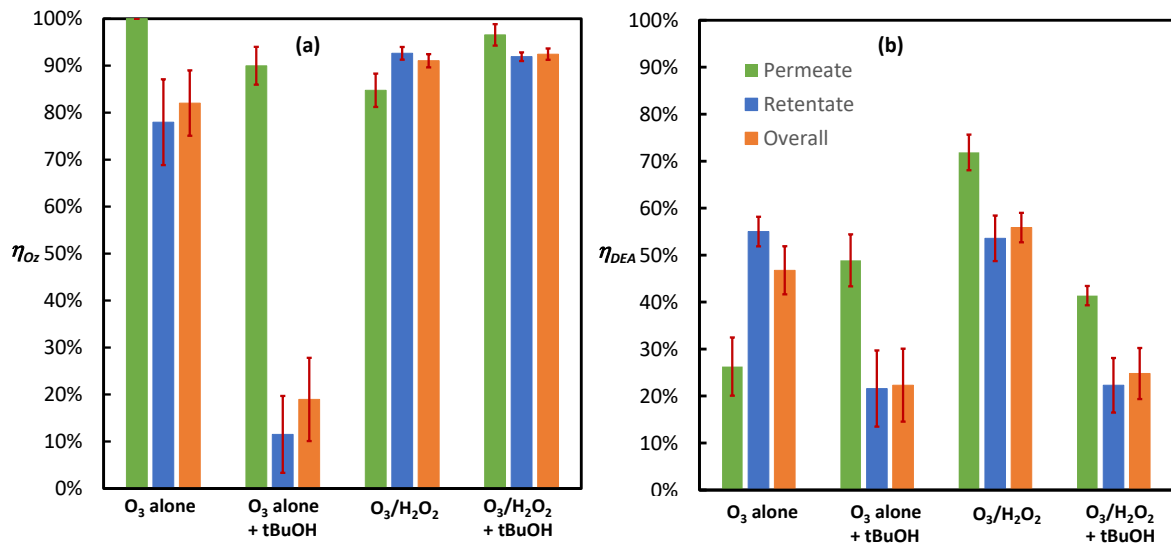 (a)
100%
90%
80%
70%
60%
50%
40%
30%
20%
10%
0%
ηOz
O₃ alone
O₃ alone
+ tBuOH
O₃/H₂O₂
O₃/H₂O₂
+ tBuOH
(b)
100%
90%
80%
70%
60%
50%
40%
30%
20%
10%
0%
ηDEA
Permeate
Retentate
Overall
O₃ alone
O₃ alone
+ tBuOH
O₃/H₂O₂
O₃/H₂O₂
+ tBuOH